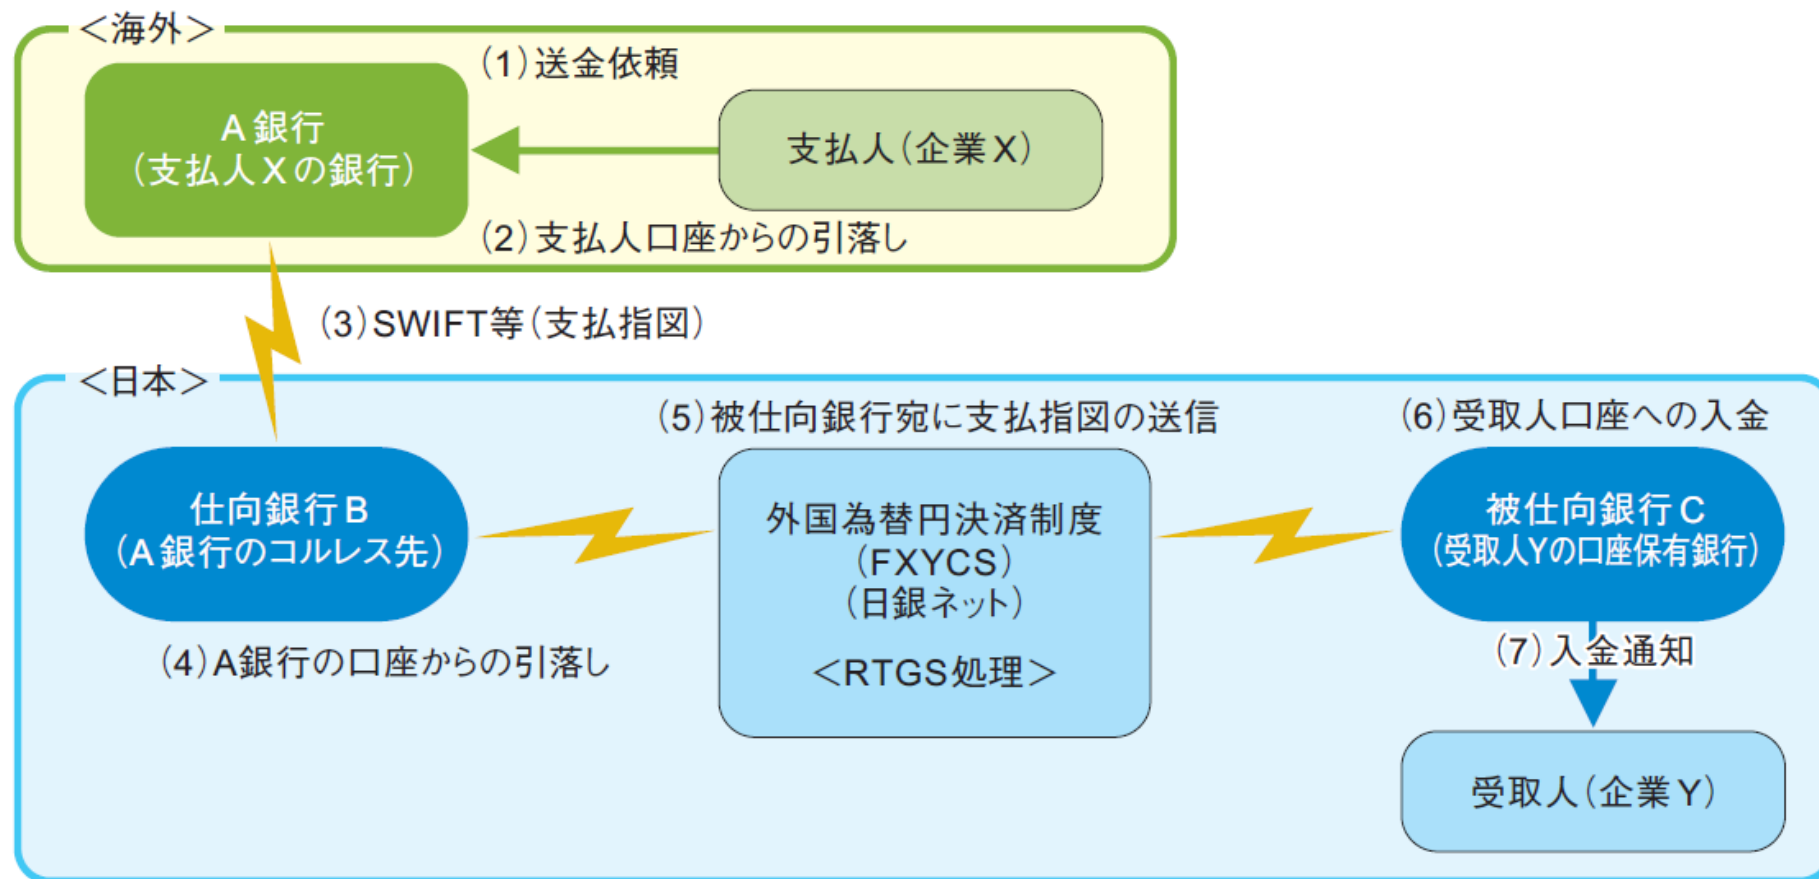 ＜海外＞
(1)送金依頼
A銀行
(支払人Xの銀行)
支払人(企業X)
(2)支払人口座からの引落し
(3)SWIFT等(支払指図)
＜日本＞
(5)被仕向銀行宛に支払指図の送信
(6)受取人口座への入金
仕向銀行B
(A銀行のコルレス先)
外国為替円決済制度
(FXYCS)
(日銀ネット)
＜RTGS処理＞
被仕向銀行C
(受取人Yの口座保有銀行)
(4)A銀行の口座からの引落し
(7)入金通知
受取人(企業Y)